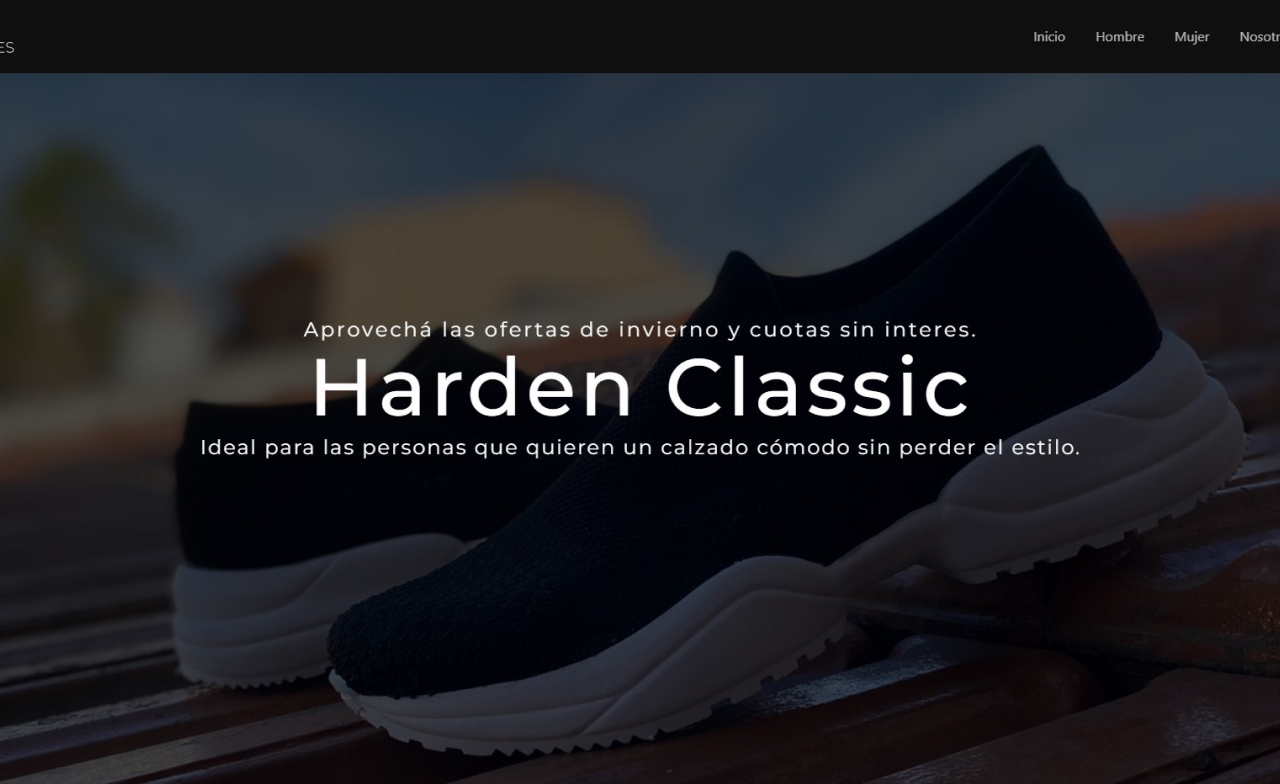 ES
Inicio Hombre Mujer Nosotr
Aprovechá las ofertas de invierno y cuotas sin interes.
Harden Classic
Ideal para las personas que quieren un calzado cómodo sin perder el estilo.